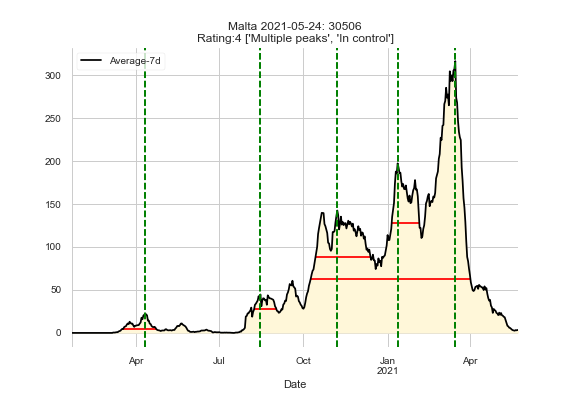 Malta 2021-05-24: 30506
Rating:4 ['Multiple peaks', 'In control']
Average-7d
300
250
200
150
100
50
0
Apr
Jul
Oct
Jan
2021
Apr
Date